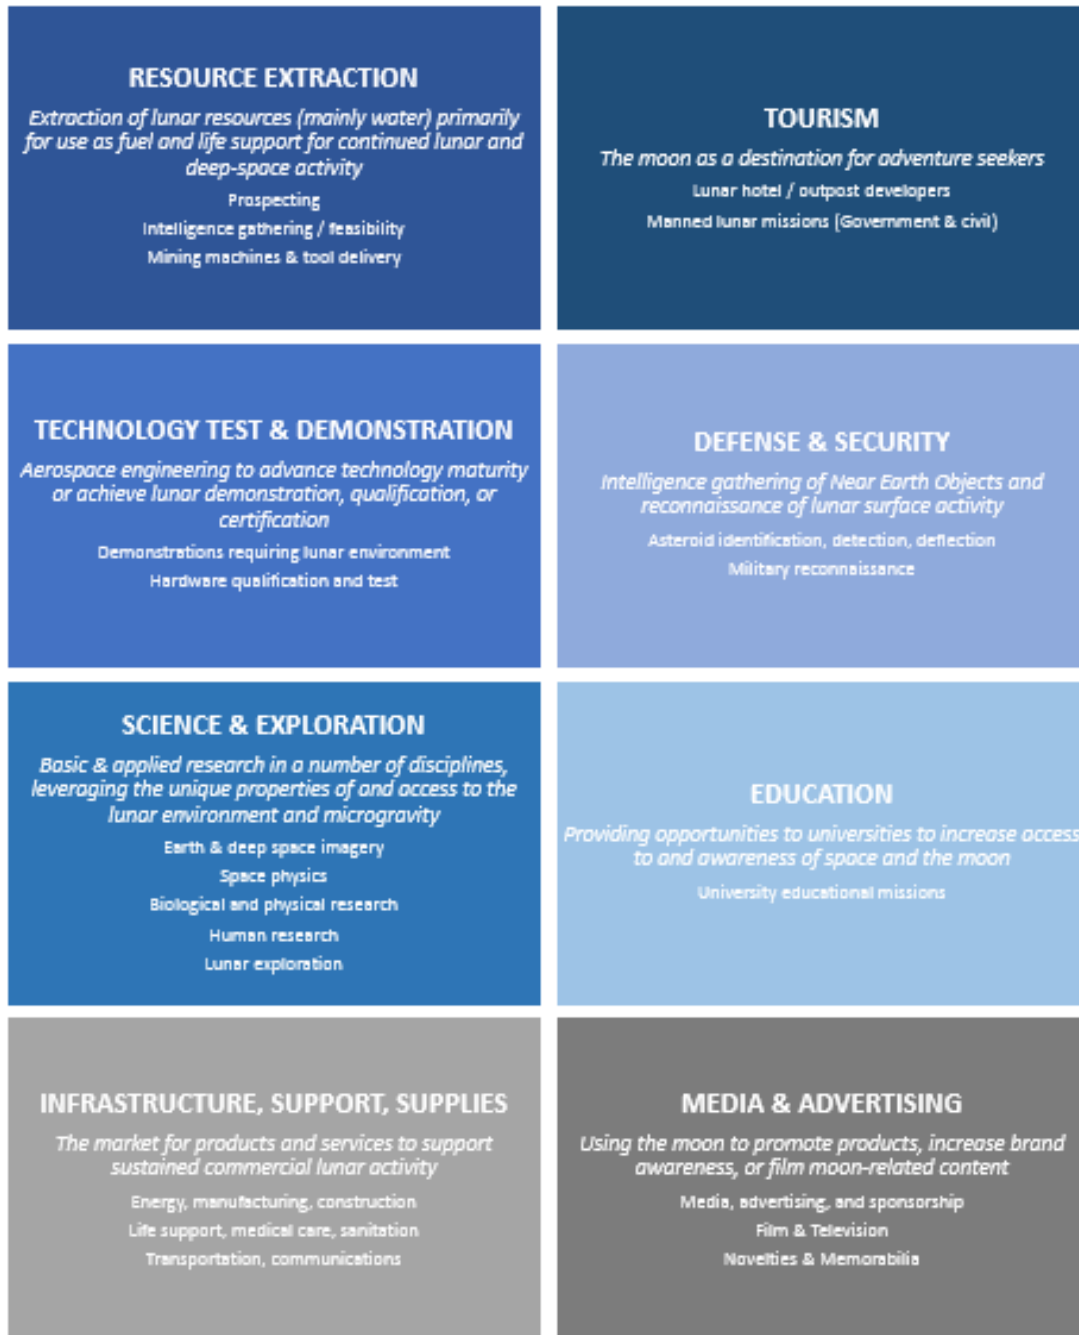 RESOURCE EXTRACTION
Extraction of lunar resources (mainly water) primarily
for use as fuel and life support for continued lunar and
deep-space activity
Prospecting
Intelligence gathering / feasibility
Mining machines & tool delivery
TOURISM
The moon as a destination for adventure seekers
Lunar hotel / outpost developers
Manned lunar missions (Government & civil)
TECHNOLOGY TEST & DEMONSTRATION
Aerospace engineering to advance technology maturity
or achieve lunar demonstration, qualification, or
certification
Demonstrations requiring lunar environment
Hardware qualification and test
DEFENSE & SECURITY
Intelligence gathering of Near Earth Objects and
reconnaissance of lunar surface activity
Asteroid identification, detection, deflection
Military reconnaissance
SCIENCE & EXPLORATION
Basic & applied research in a number of disciplines,
leveraging the unique properties of and access to the
lunar environment and microgravity
Earth & deep space imagery
Space physics
Biological and physical research
Human research
Lunar exploration
EDUCATION
Providing opportunities to universities to increase access
to and awareness of space and the moon
University educational missions
INFRASTRUCTURE, SUPPORT, SUPPLIES
The market for products and services to support
sustained commercial lunar activity
Energy, manufacturing, construction
Life support, medical care, sanitation
Transportation, communications
MEDIA & ADVERTISING
Using the moon to promote products, increase brand
awareness, or film moon-related content
Media, advertising, and sponsorship
Film & Television
Novelties & Memorabilia